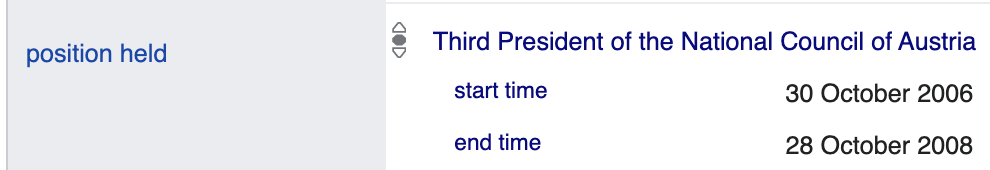 position held
Third President of the National Council of Austria
start time 30 October 2006
end time 28 October 2008